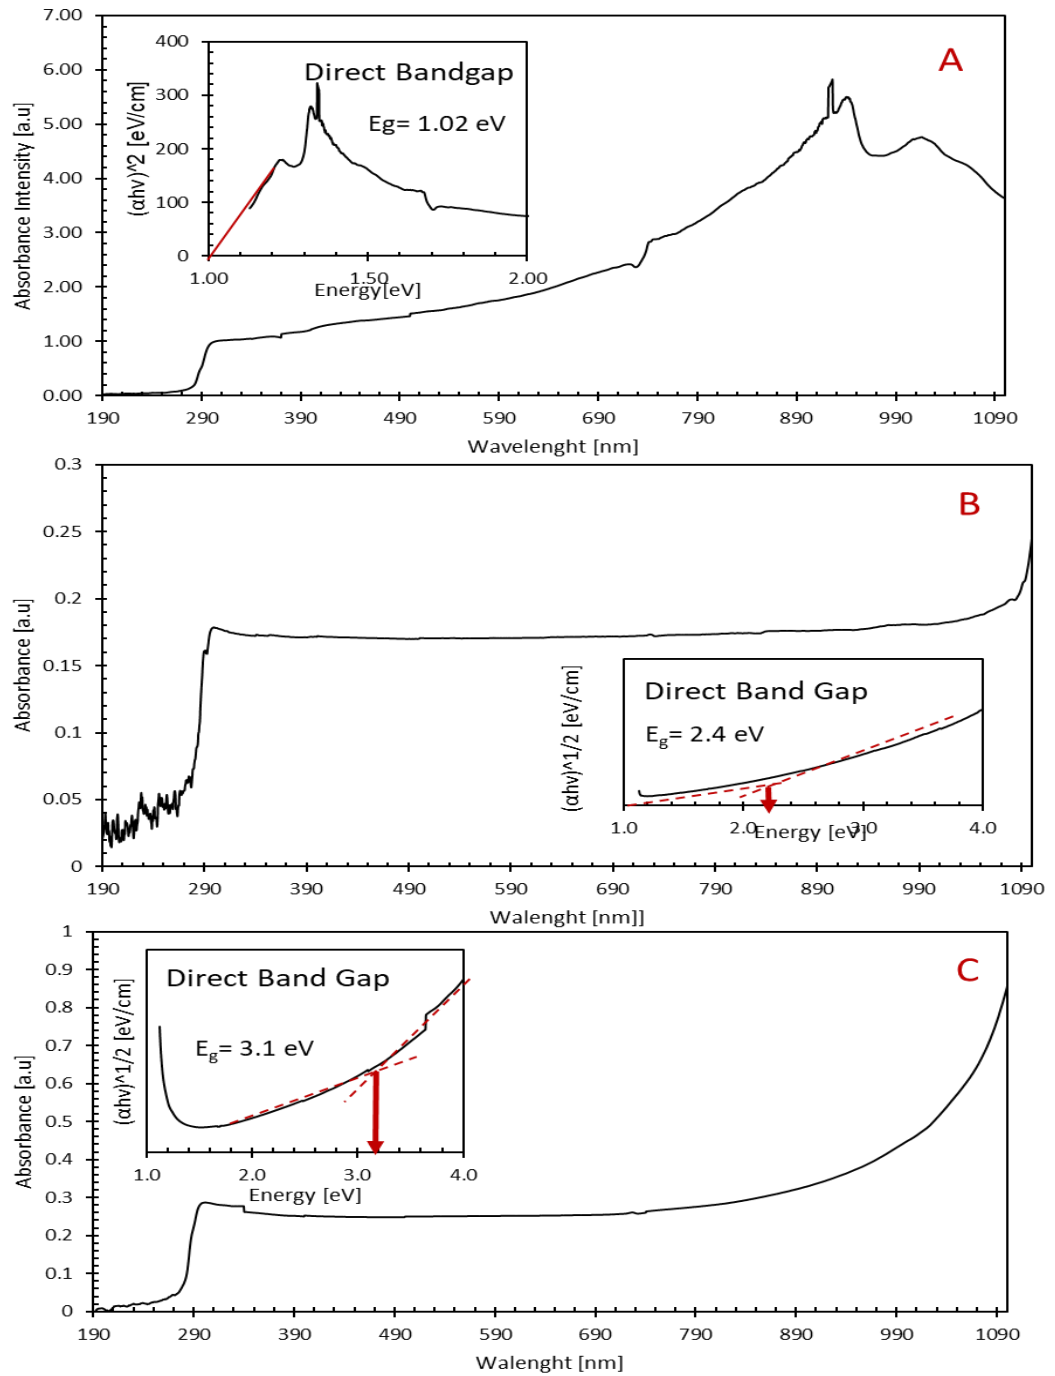 7.00
6.00
5.00
4.00
3.00
2.00
1.00
0.00
Absorbance Intensity [a.u]
A
400
300
200
100
0
(αhv)^2 [eV/cm]
Direct Bandgap
Eg= 1.02 eV
1.00 1.50 2.00
Energy[eV]
190 290 390 490 590 690 790 890 990 1090
Wavelenght [nm]
0.3
0.25
0.2
0.15
0.1
0.05
0
Absorbance [a.u]
B
(αhv)^1/2 [eV/cm]
Direct Band Gap
Eg= 2.4 eV
1.0 2.0 3.0 4.0
Energy [eV]
190 290 390 490 590 690 790 890 990 1090
Walenght [nm]]
1
0.9
0.8
0.7
0.6
0.5
0.4
0.3
0.2
0.1
0
Absorbance [a.u]
C
(αhv)^1/2 [eV/cm]
Direct Band Gap
Eg= 3.1 eV
1.0 2.0 3.0 4.0
Energy [eV]
190 290 390 490 590 690 790 890 990 1090
Walenght [nm]